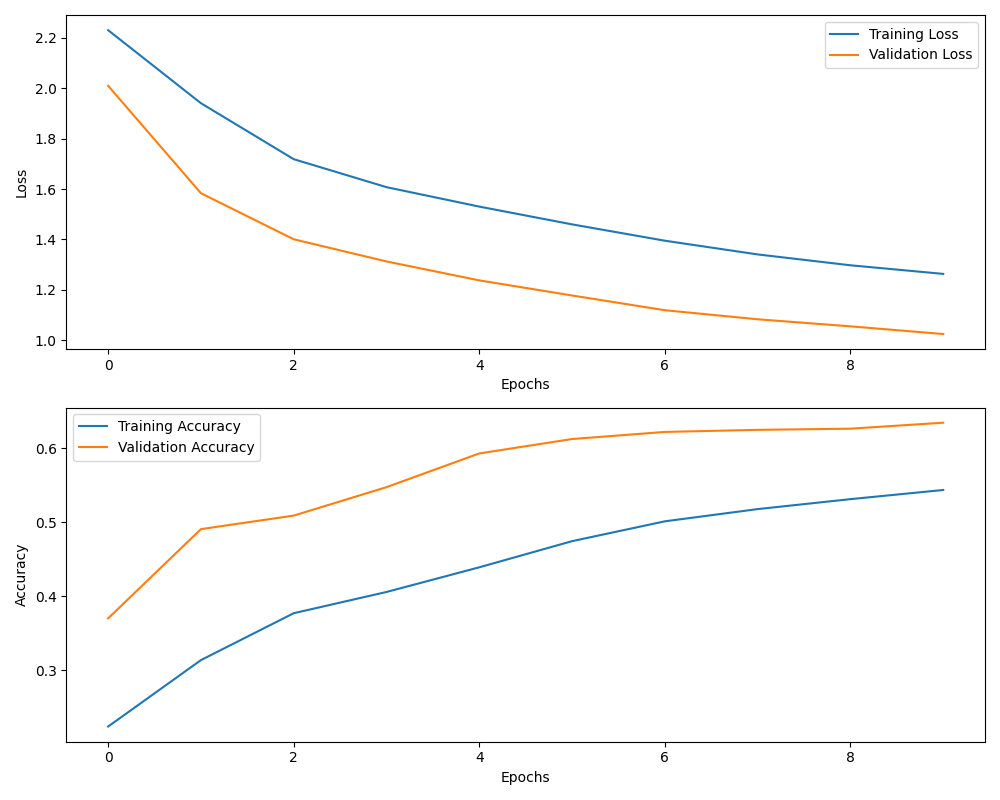 Training Loss
Validation Loss
2.2
2.0
1.8
1.6
1.4
1.2
1.0
Loss
0 2 4 6 8
Epochs
Training Accuracy
Validation Accuracy
0.6
0.5
0.4
0.3
Accuracy
0 2 4 6 8
Epochs